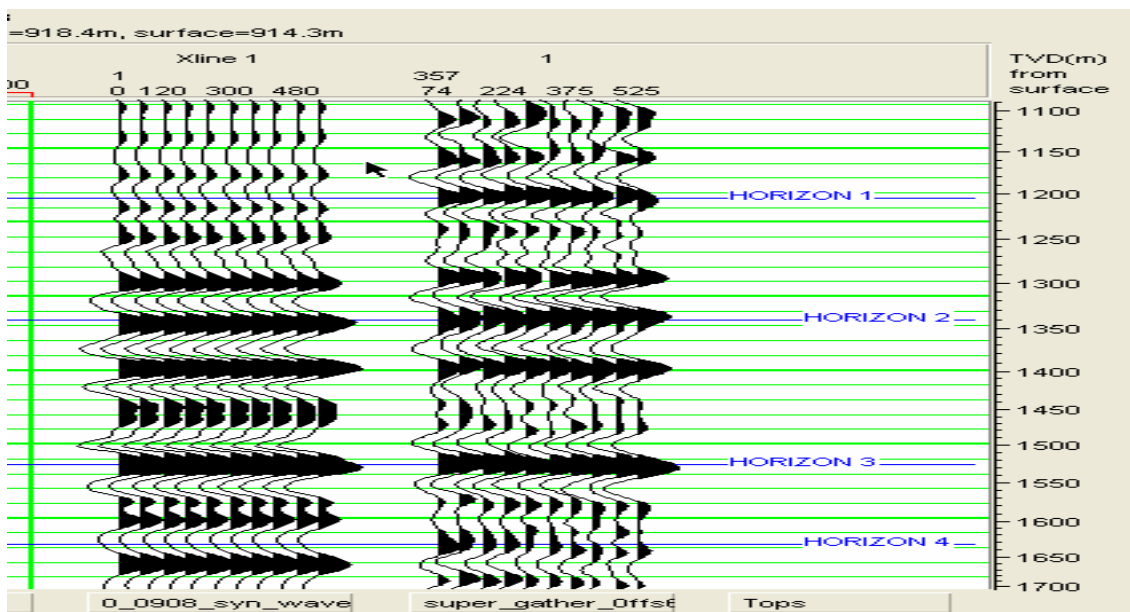 =918.4m, surface=914.3m
Xline 1
1
TVD(m)
from
surface
1
357
00
0 120 300 480
74 224 375 525
1100
1150
HORIZON 1
1200
1250
1300
HORIZON 2
1350
1400
1450
HORIZON 3
1500
1550
1600
HORIZON 4
1650
1700
0_0908_syn_wave
super_gather_0ffs
Tops